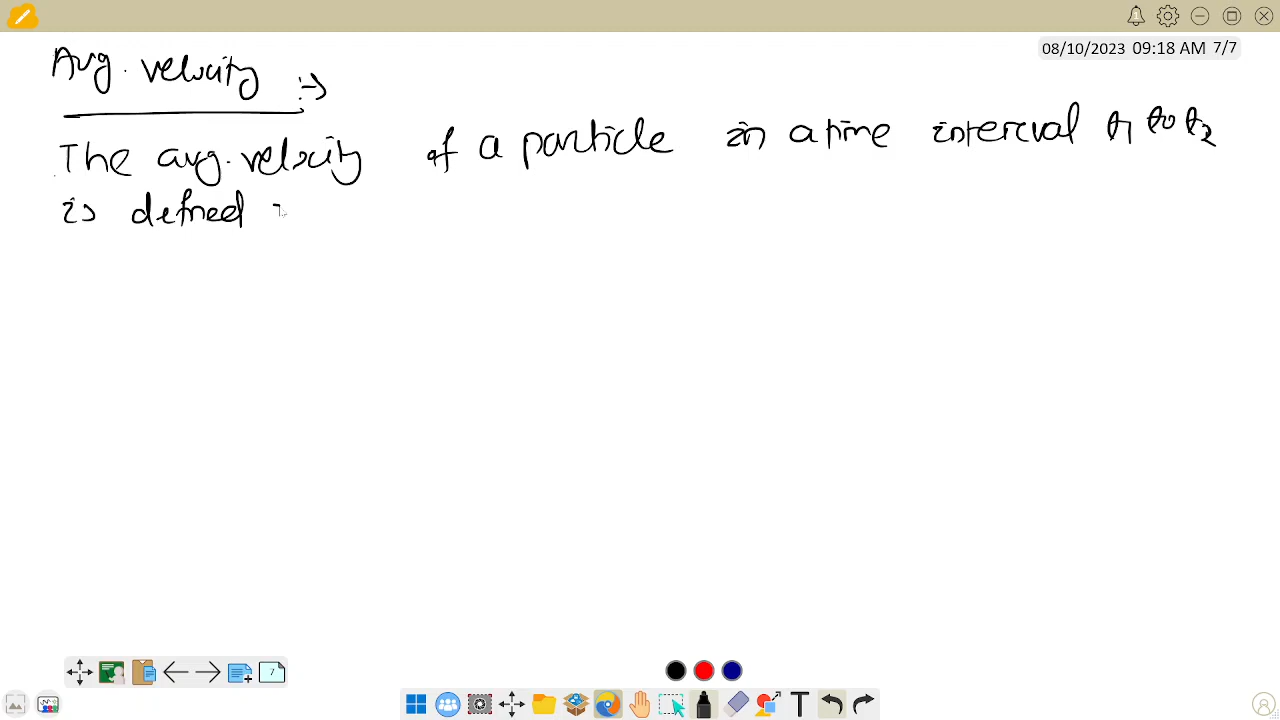 08/10/2023 09:18 AM 7/7
Avg. velocity :→
The avg. velocity of a particle in a time interval t1 to t2
is defined
7